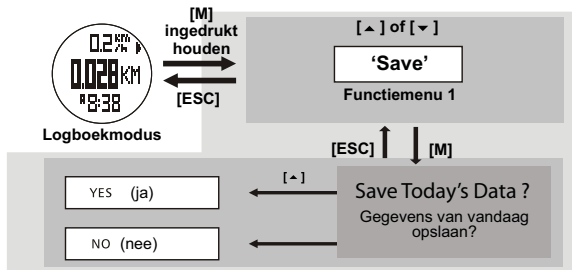 [M]
ingedrukt
houden
[ESC]
0.2 KM/H
0.028 KM
A 8:38
Logboekmodus
[▲] of [▼]
‘Save’
Functiemenu 1
[ESC]
[M]
[▲]
YES (ja)
NO (nee)
Save Today's Data ?
Gegevens van vandaag
opslaan?